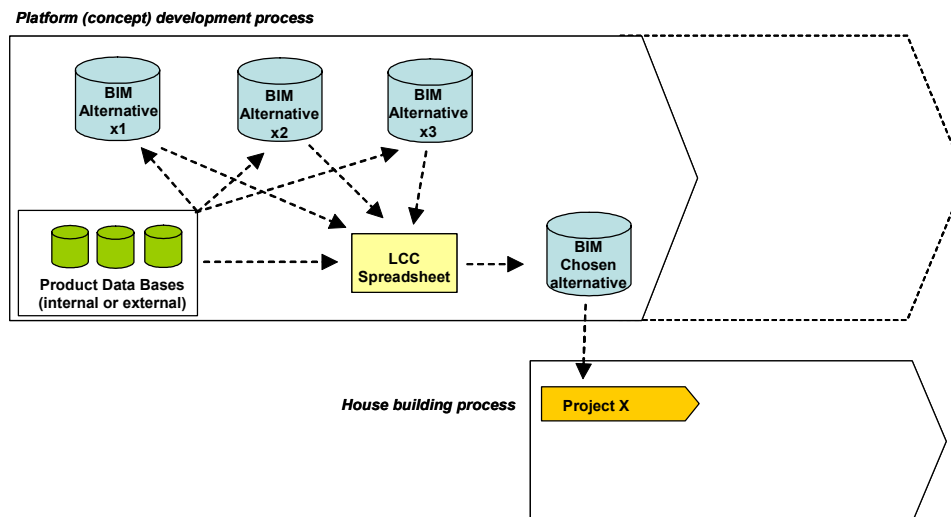 Platform (concept) development process
BIM
Alternative
x1
BIM
Alternative
x2
BIM
Alternative
x3
Product Data Bases
(internal or external)
LCC
Spreadsheet
BIM
Chosen
alternative
House building process
Project X